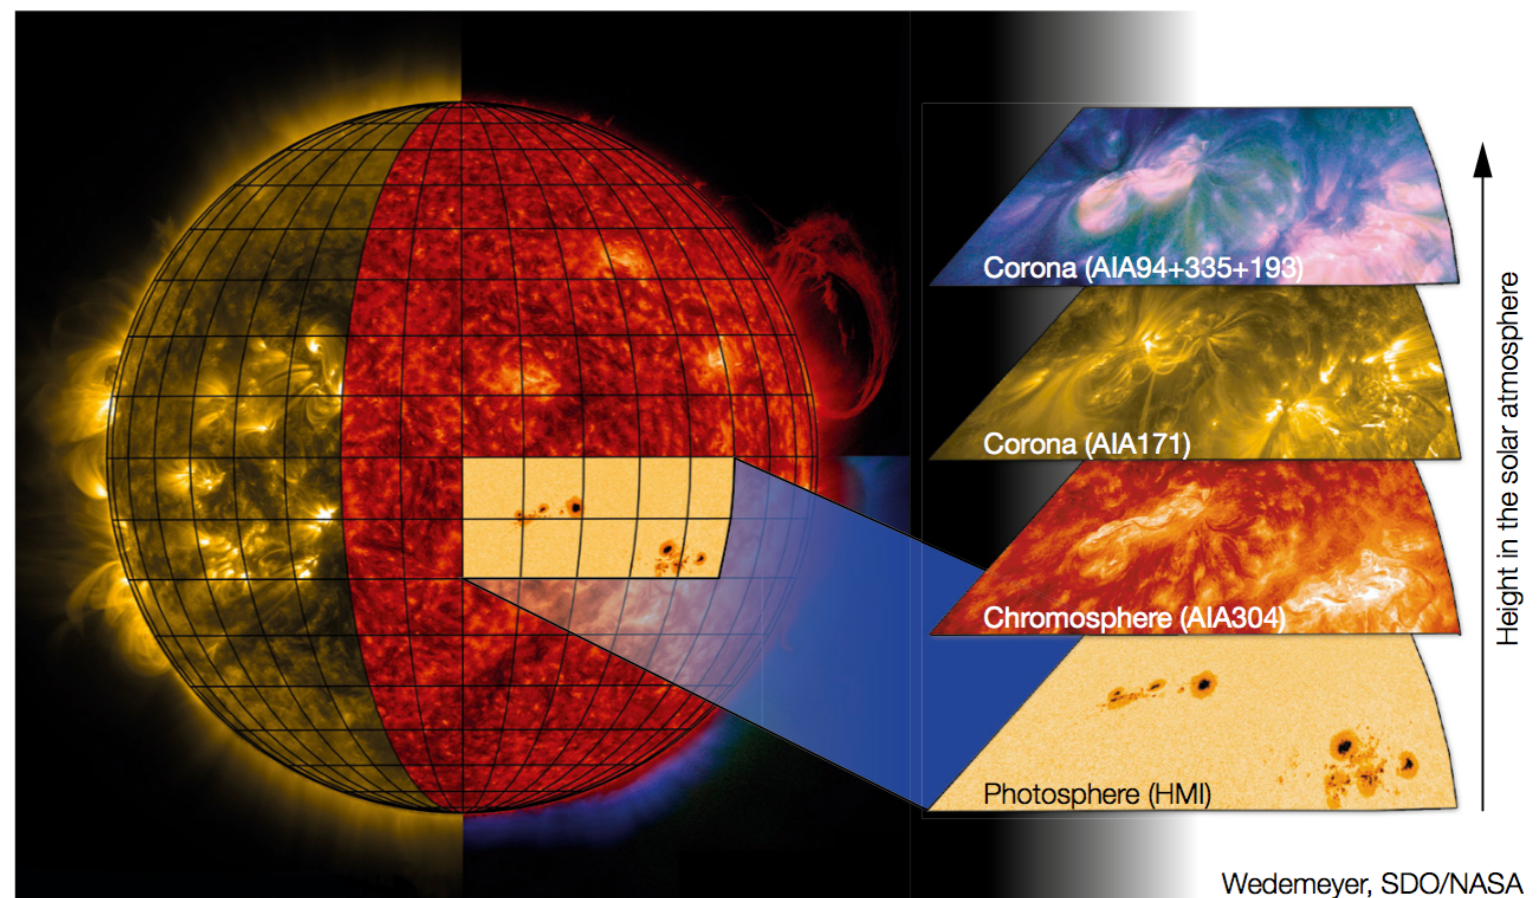 Corona (AIA94+335+193)
Corona (AIA171)
Chromosphere (AIA304)
Photosphere (HMI)
Height in the solar atmosphere
Wedemeyer, SDO/NASA